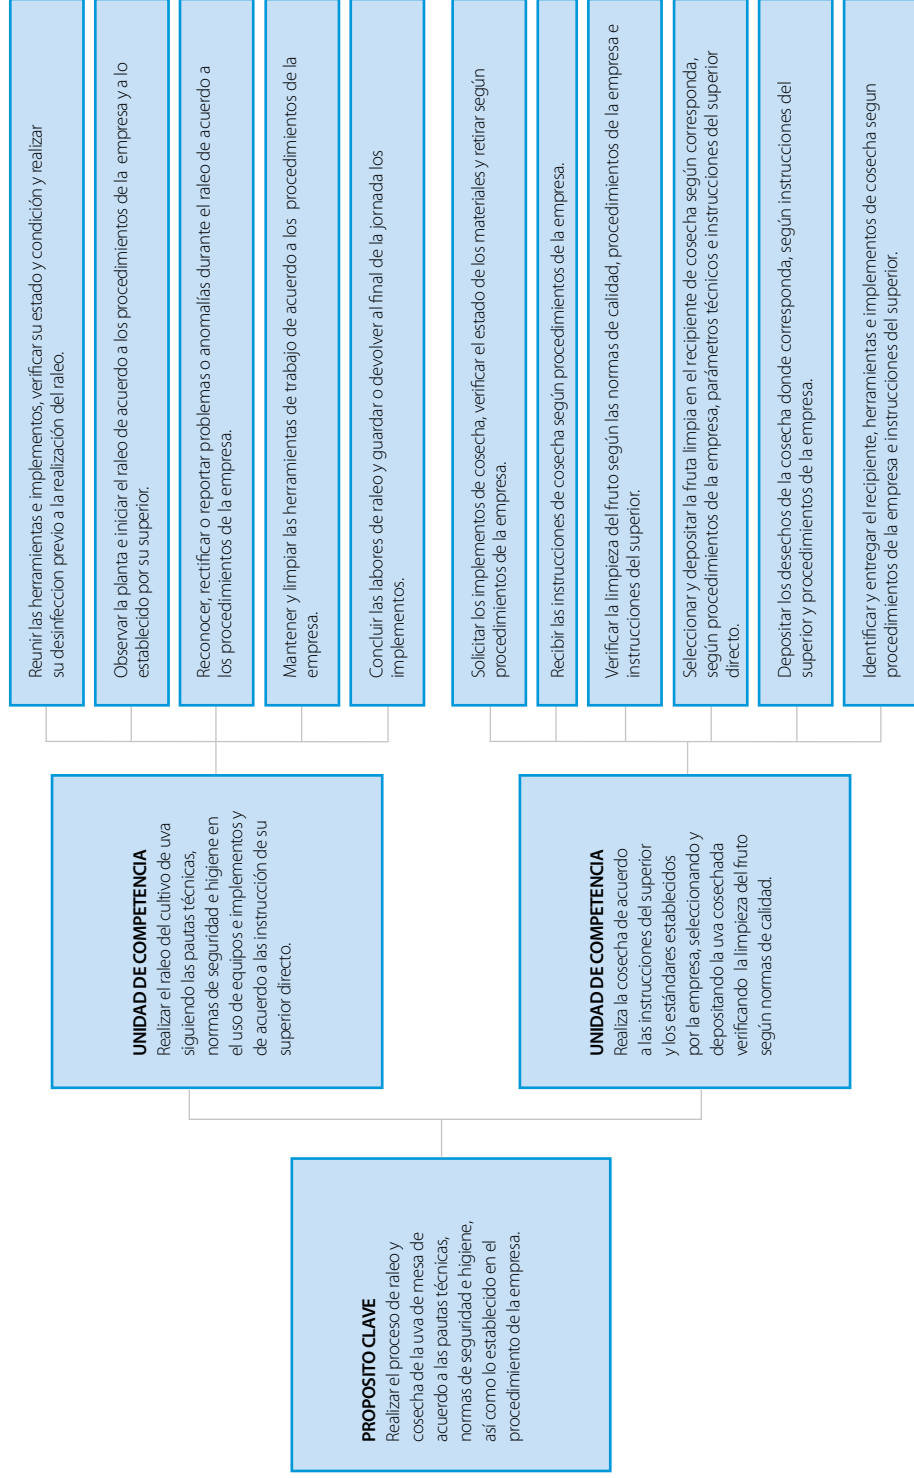 PROPOSITO CLAVE
Realizar el proceso de raleo y
cosecha de la uva de mesa de
acuerdo a las pautas técnicas,
normas de seguridad e higiene,
así como lo establecido en el
procedimiento de la empresa.
UNIDAD DE COMPETENCIA
Realizar el raleo del cultivo de uva
siguiendo las pautas técnicas,
normas de seguridad e higiene en
el uso de equipos e implementos y
de acuerdo a las instrucción de su
superior directo.
Reunir las herramientas e implementos, verificar su estado y condición y realizar
su desinfeccion previo a la realización del raleo.
Observar la planta e iniciar el raleo de acuerdo a los procedimientos de la empresa y a lo
establecido por su superior.
Reconocer, rectificar o reportar problemas o anomalías durante el raleo de acuerdo a
los procedimientos de la empresa.
Mantener y limpiar las herramientas de trabajo de acuerdo a los procedimientos de la
empresa.
Concluir las labores de raleo y guardar o devolver al final de la jornada los
implementos.
UNIDAD DE COMPETENCIA
Realiza la cosecha de acuerdo
a las instrucciones del superior
y los estándares establecidos
por la empresa, seleccionando y
depositando la uva cosechada
verificando la limpieza del fruto
según normas de calidad.
Solicitar los implementos de cosecha, verificar el estado de los materiales y retirar según
procedimientos de la empresa.
Recibir las instrucciones de cosecha según procedimientos de la empresa.
Verificar la limpieza del fruto según las normas de calidad, procedimientos de la empresa e
instrucciones del superior.
Seleccionar y depositar la fruta limpia en el recipiente de cosecha según corresponda,
según procedimientos de la empresa, parámetros técnicos e instrucciones del superior
directo.
Depositar los desechos de la cosecha donde corresponda, según instrucciones del
superior y procedimientos de la empresa.
Identificar y entregar el recipiente, herramientas e implementos de cosecha segun
procedimientos de la empresa e instrucciones del superior.